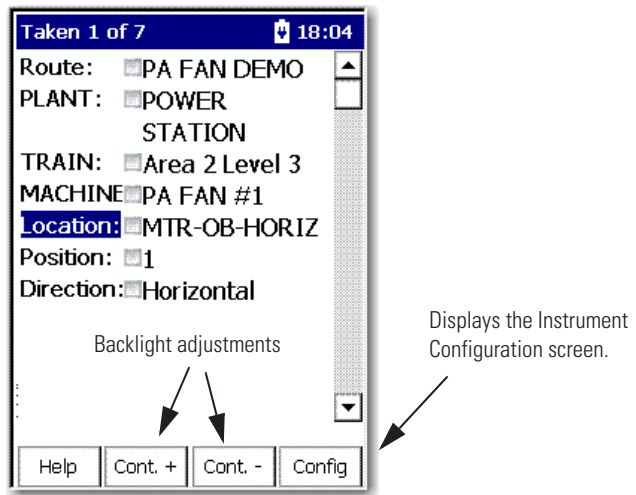 Taken 1 of 7 18:04
Route: PA FAN DEMO
PLANT: POWER
STATION
TRAIN: Area 2 Level 3
MACHINE PA FAN #1
Location: MTR-OB-HORIZ
Position: 1
Direction: Horizontal
Backlight adjustments
Displays the Instrument
Configuration screen.
Help Cont. + Cont. - Config